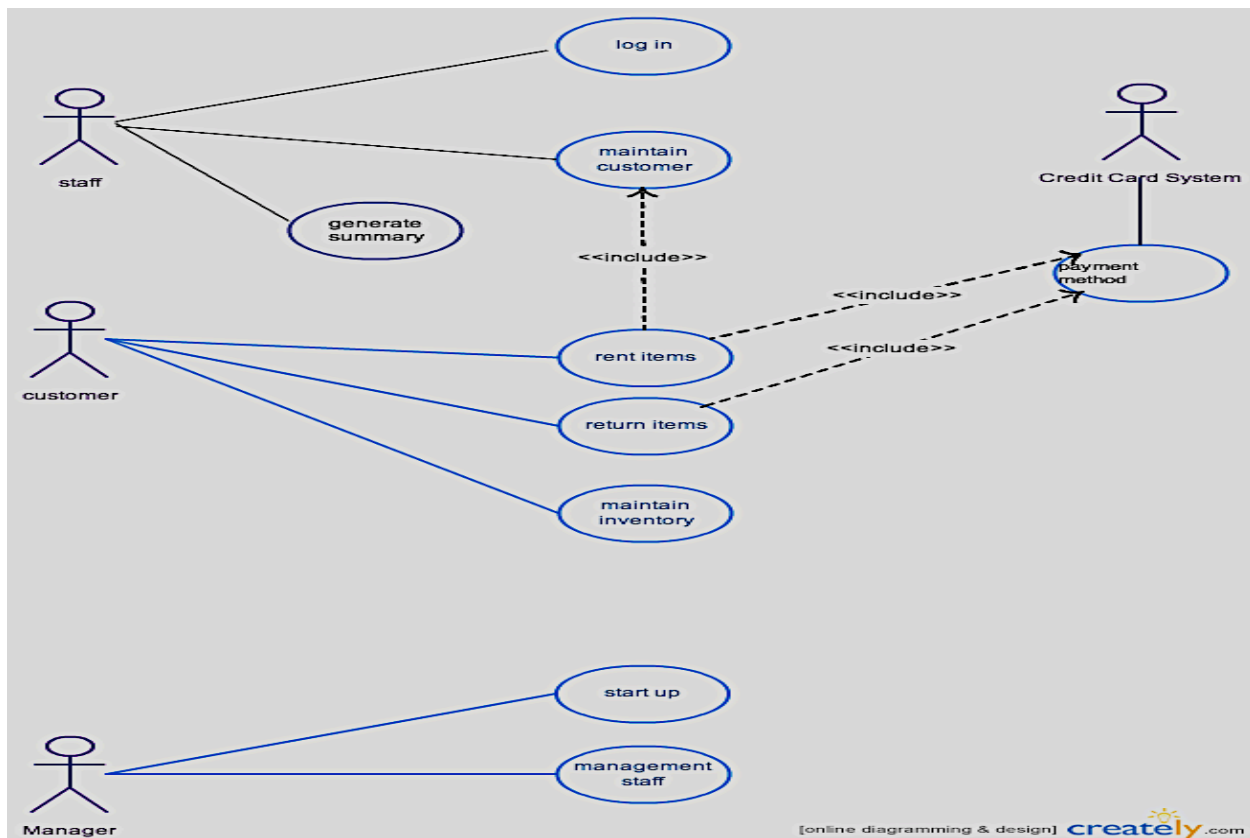 log in
staff
maintain
customer
Credit Card System
generate
summary
<<include>>
payment
method
<<include>>
customer
rent items
<<include>>
return items
maintain
inventory
start up
management
staff
Manager
[online diagramming & design] creately.com